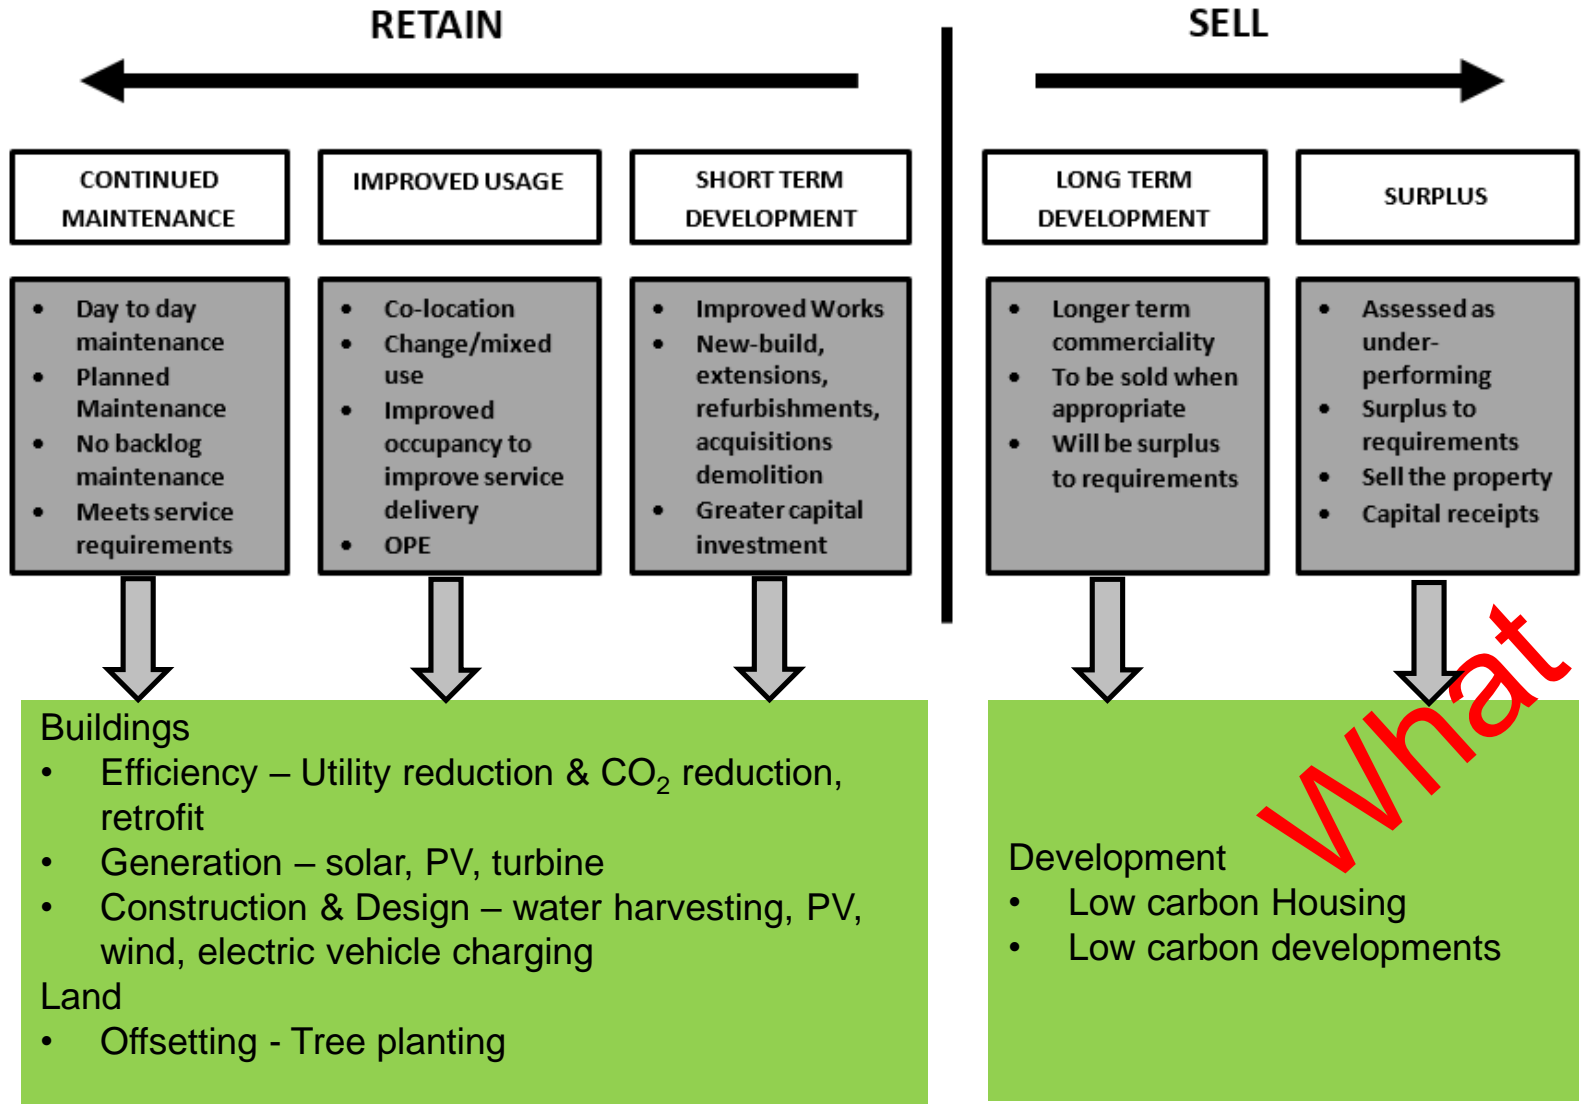 RETAIN
SELL
CONTINUED
MAINTENANCE
IMPROVED USAGE
SHORT TERM
DEVELOPMENT
LONG TERM
DEVELOPMENT
SURPLUS
• Day to day
maintenance
• Planned
Maintenance
• No backlog
maintenance
• Meets service
requirements
• Co-location
• Change/mixed
use
• Improved
occupancy to
improve service
delivery
• OPE
• Improved Works
• New-build,
extensions,
refurbishments,
acquisitions
demolition
• Greater capital
investment
• Longer term
commerciality
• To be sold when
appropriate
• Will be surplus
to requirements
• Assessed as
under-
performing
• Surplus to
requirements
• Sell the property
• Capital receipts
Buildings
• Efficiency – Utility reduction & CO₂ reduction,
retrofit
• Generation – solar, PV, turbine
• Construction & Design – water harvesting, PV,
wind, electric vehicle charging
Land
• Offsetting - Tree planting
What
Development
• Low carbon Housing
• Low carbon developments